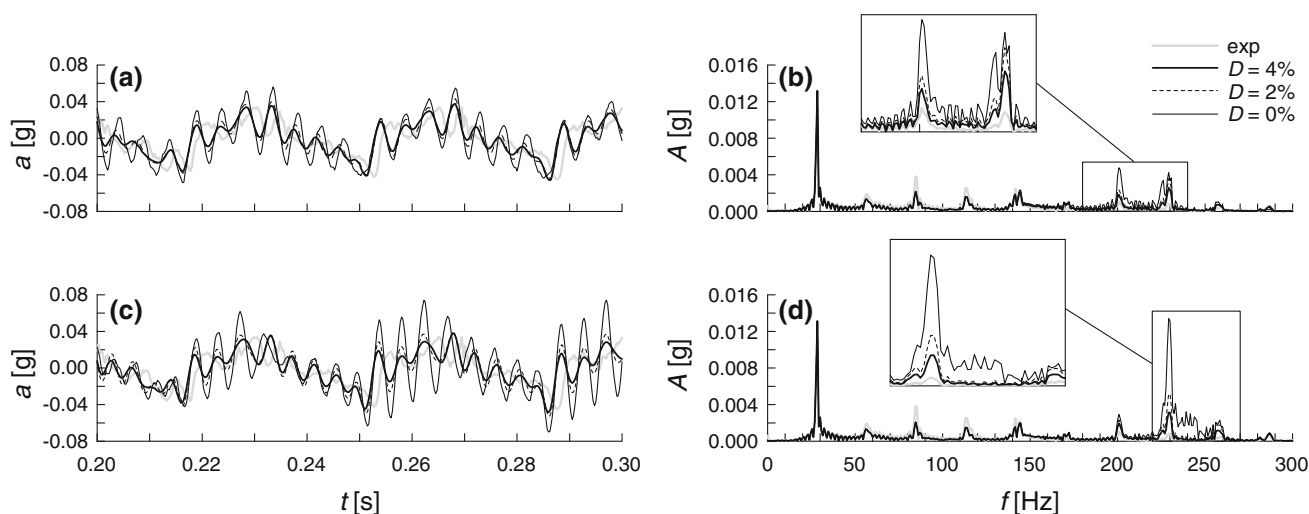 (a)
a [g]
0.08
0.04
0.00
-0.04
-0.08
(b)
A [g]
0.016
0.012
0.008
0.004
0.000
exp
D = 4%
D = 2%
D = 0%
(c)
a [g]
0.08
0.04
0.00
-0.04
-0.08
0.20
0.22
0.24
0.26
0.28
0.30
t [s]
(d)
A [g]
0.016
0.012
0.008
0.004
0.000
0
50
100
150
200
250
300
f [Hz]